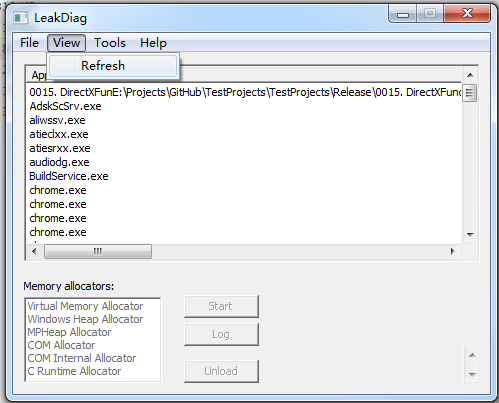 LeakDiag
File View Tools Help
Refresh
App
0015. DirectXFunE:\Projects\GitHub\TestProjects\TestProjects\Release\0015. DirectXFunc
AdskScSrv.exe
aliwssv.exe
atieclxx.exe
atiesrxx.exe
audiodg.exe
BuildService.exe
chrome.exe
chrome.exe
chrome.exe
chrome.exe
Memory allocators:
Virtual Memory Allocator
Windows Heap Allocator
MPHeap Allocator
COM Allocator
COM Internal Allocator
C Runtime Allocator
Start
Log
Unload